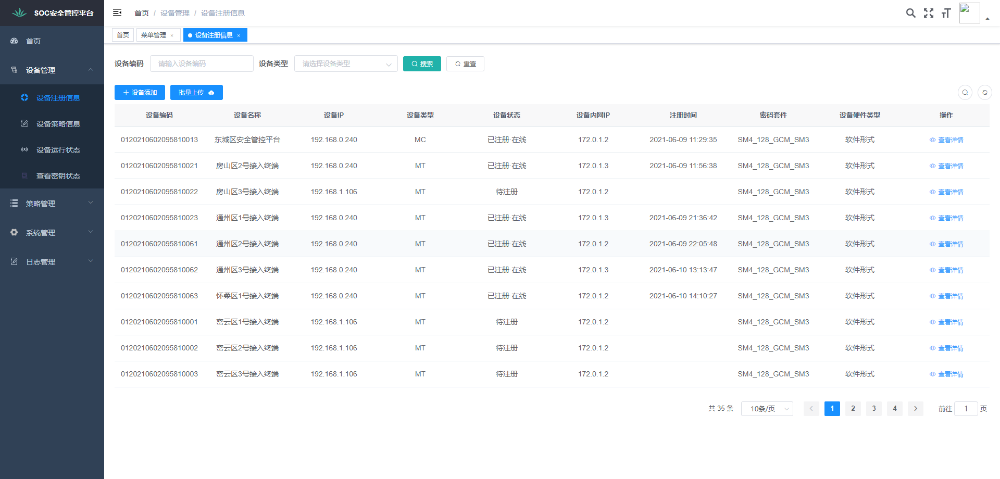 SOC安全管控平台
首页 / 设备管理 / 设备注册信息
首页
菜单管理 ×
设备注册信息 ×
首页
设备管理
设备注册信息
设备策略信息
设备运行状态
查看密钥状态
策略管理
系统管理
日志管理
设备编码 请输入设备编码 设备类型 请选择设备类型 搜索 重置
设备添加 批量上传
设备编码 设备名称 设备IP 设备类型 设备状态 设备内网IP 注册时间 密码套件 设备硬件类型 操作
0120210602095810013 东城区安全管控平台 192.168.0.240 MC 已注册·在线 172.0.1.2 2021-06-09 11:29:35 SM4_128_GCM_SM3 软件形式 查看详情
0120210602095810021 房山区2号接入终端 192.168.0.240 MT 已注册·在线 172.0.1.3 2021-06-09 11:56:38 SM4_128_GCM_SM3 软件形式 查看详情
0120210602095810022 房山区3号接入终端 192.168.1.106 MT 待注册 172.0.1.2 SM4_128_GCM_SM3 软件形式 查看详情
0120210602095810023 通州区1号接入终端 192.168.0.240 MT 已注册·在线 172.0.1.3 2021-06-09 21:36:42 SM4_128_GCM_SM3 软件形式 查看详情
0120210602095810061 通州区2号接入终端 192.168.0.240 MT 已注册·在线 172.0.1.2 2021-06-09 22:05:48 SM4_128_GCM_SM3 软件形式 查看详情
0120210602095810062 通州区3号接入终端 192.168.0.240 MT 已注册·在线 172.0.1.3 2021-06-10 13:13:47 SM4_128_GCM_SM3 软件形式 查看详情
0120210602095810063 怀柔区1号接入终端 192.168.0.240 MT 已注册·在线 172.0.1.2 2021-06-10 14:10:27 SM4_128_GCM_SM3 软件形式 查看详情
0120210602095810001 密云区1号接入终端 192.168.1.106 MT 待注册 172.0.1.2 SM4_128_GCM_SM3 软件形式 查看详情
0120210602095810002 密云区2号接入终端 192.168.1.106 MT 待注册 172.0.1.2 SM4_128_GCM_SM3 软件形式 查看详情
0120210602095810003 密云区3号接入终端 192.168.1.106 MT 待注册 172.0.1.2 SM4_128_GCM_SM3 软件形式 查看详情
共 35 条 10条/页 < 1 2 3 4 > 前往 1 页